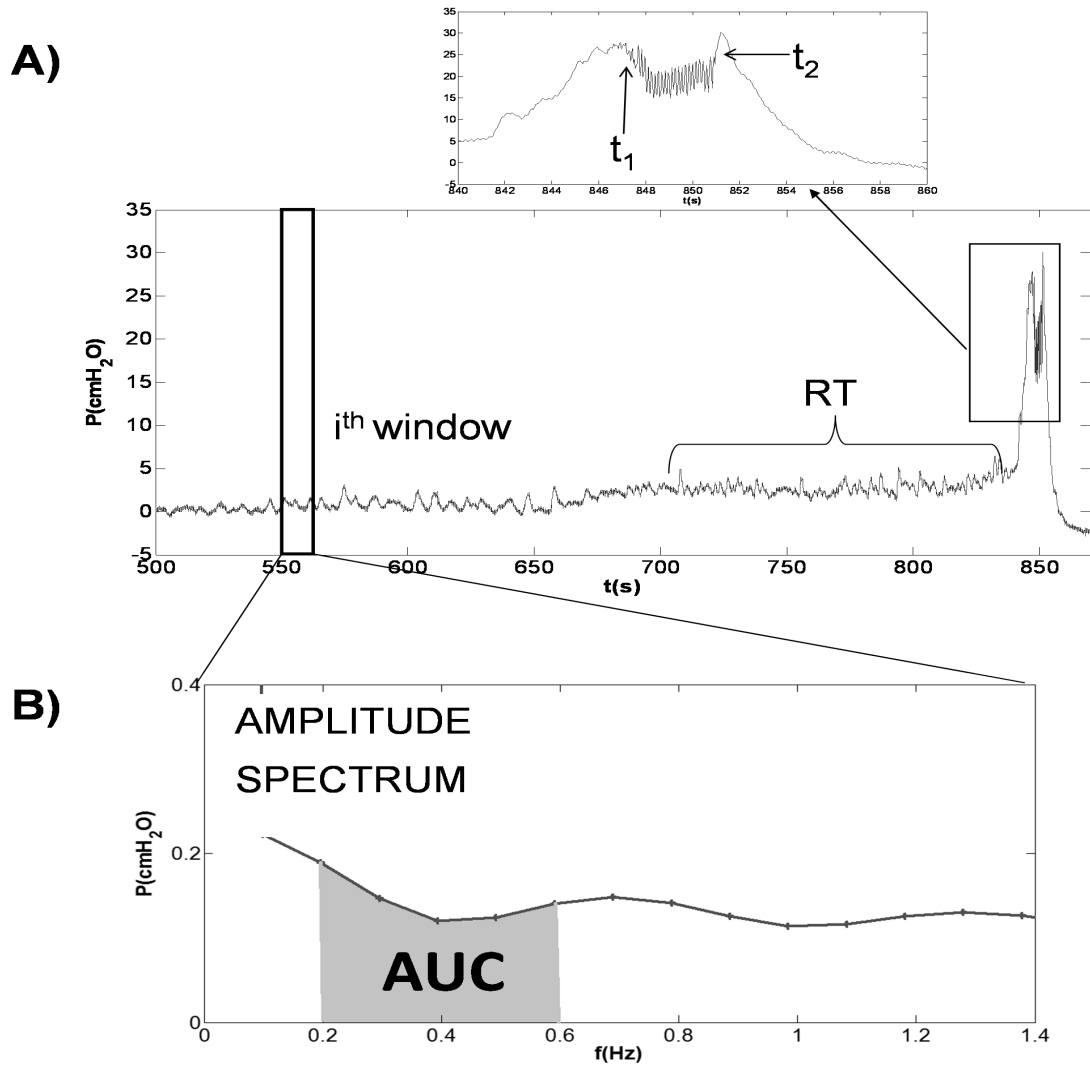 A)
35
30
25
20
15
10
5
0
-5
840 842 844 846 848 850 852 854 856 858 860
t(s)
t1
t2
35
30
25
20
15
10
5
0
-5
P(cmH2O)
ith window
RT
500 550 600 650 700 750 800 850
t(s)
B)
0.4
0.2
0
P(cmH2O)
AMPLITUDE
SPECTRUM
AUC
0 0.2 0.4 0.6 0.8 1 1.2 1.4
f(Hz)